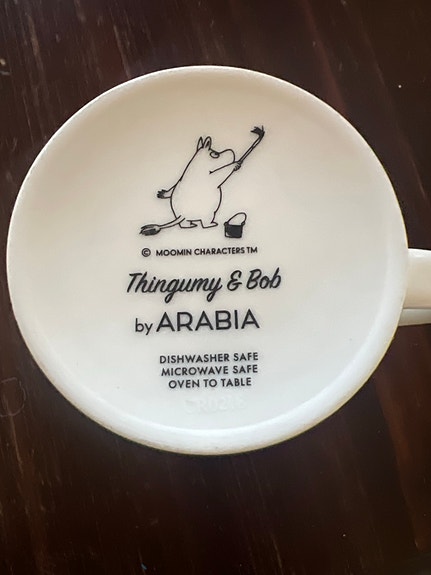 © MOOMIN CHARACTERS TM
Thingumy & Bob
by ARABIA
DISHWASHER SAFE
MICROWAVE SAFE
OVEN TO TABLE